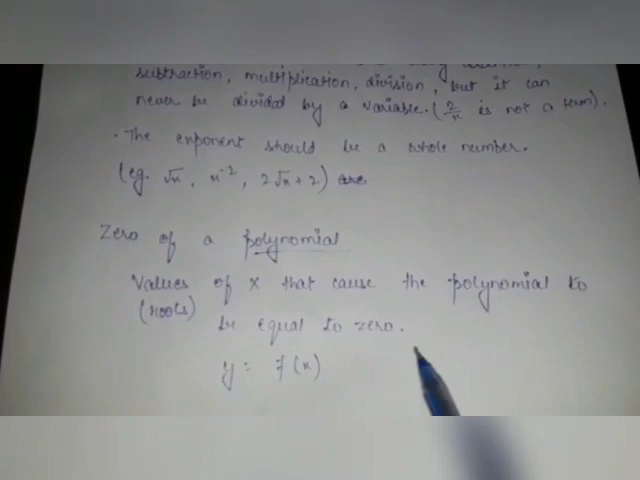 subtraction, multiplication, division, but it can
never be divided by a variable. (2/x is not a term).
· The exponent should be a whole number.
(eg. √x, x⁻², 2√x + 2)
Zero of a polynomial
Values of x that cause the polynomial to
(roots)
be equal to zero.
y = f(x)